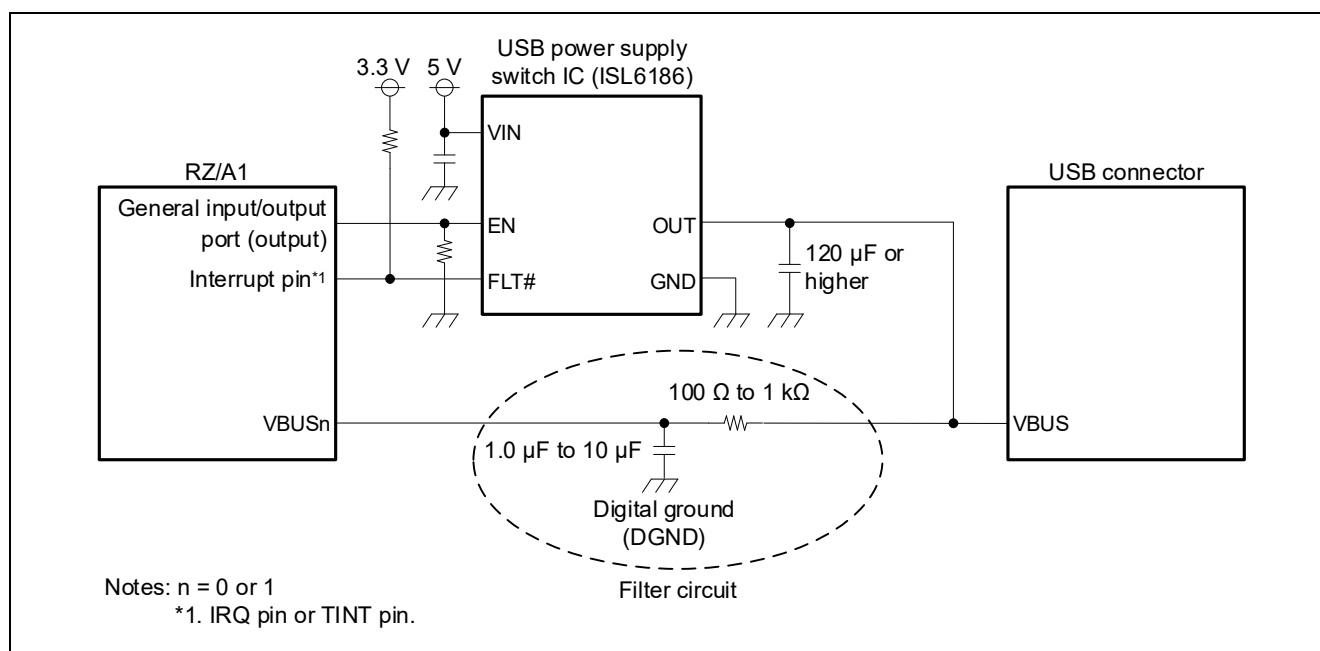 USB power supply
switch IC (ISL6186)
3.3 V
5 V
VIN
RZ/A1
USB connector
General input/output
port (output)
EN
OUT
120 µF or
higher
Interrupt pin*1
FLT#
GND
100 Ω to 1 kΩ
VBUSn
VBUS
1.0 µF to 10 µF
Digital ground
(DGND)
Filter circuit
Notes: n = 0 or 1
*1. IRQ pin or TINT pin.